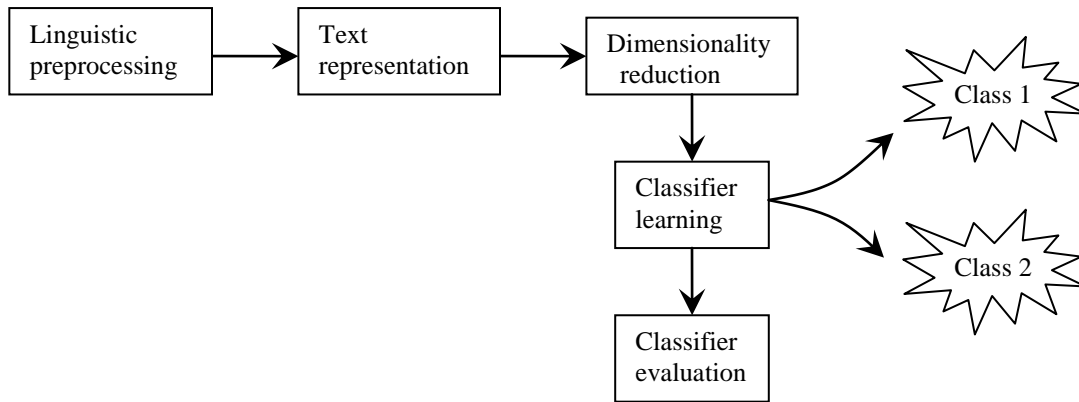 Linguistic
preprocessing
Text
representation
Dimensionality
reduction
Class 1
Classifier
learning
Class 2
Classifier
evaluation